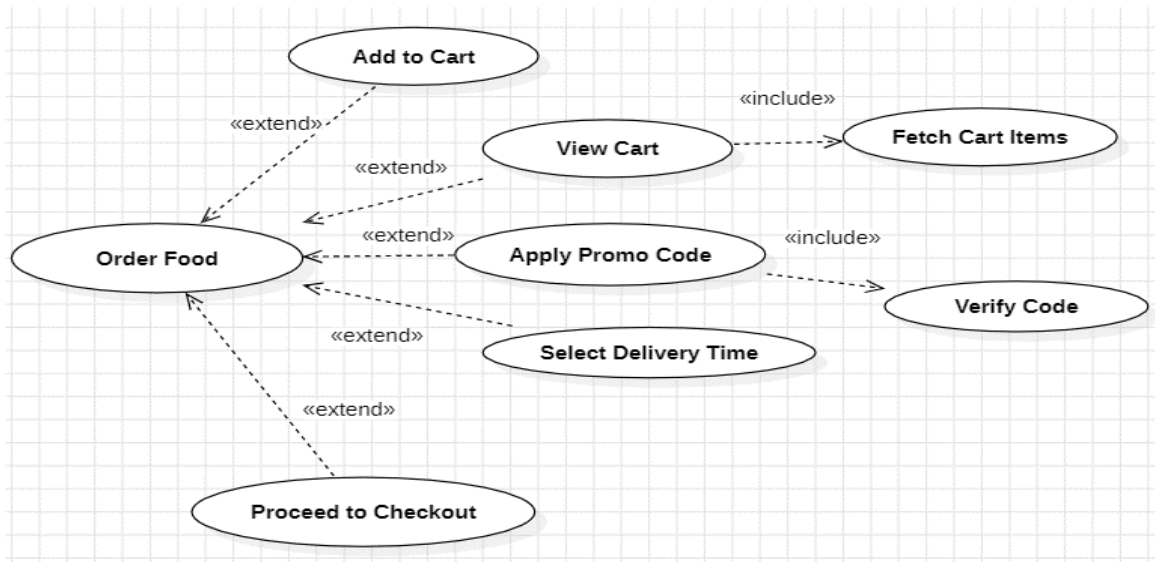 Add to Cart
«include»
«extend»
Fetch Cart Items
View Cart
«extend»
«extend»
«include»
Apply Promo Code
Order Food
Verify Code
«extend»
Select Delivery Time
«extend»
Proceed to Checkout